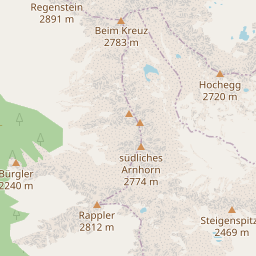 Regenstein
2891 m
Beim Kreuz
2783 m
Hochegg
2720 m
südliches
Arnhorn
2774 m
Bürgler
2240 m
Rappler
2812 m
Steigenspitz
2469 m